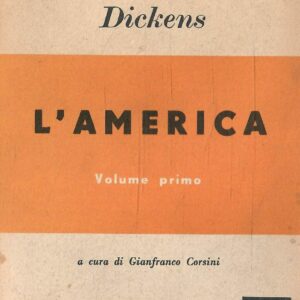 Dickens
L'AMERICA
Volume primo
a cura di Gianfranco Corsini